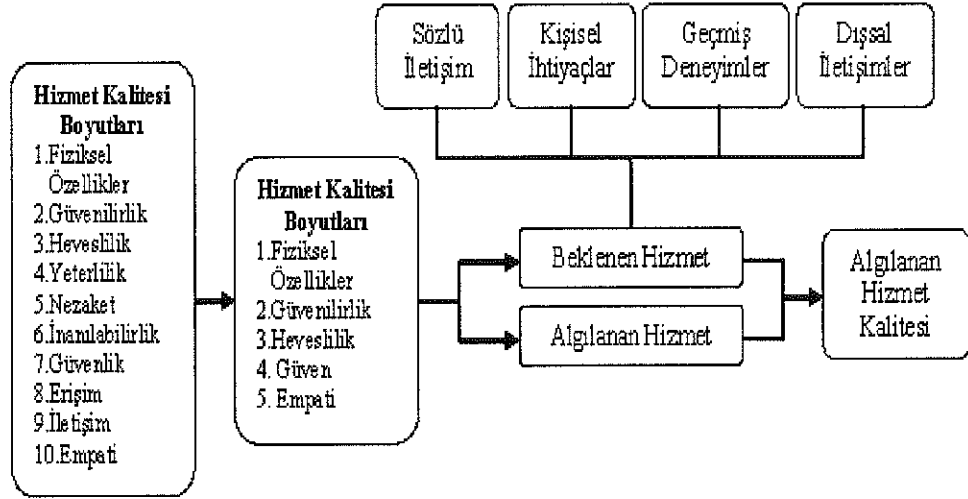 Sözlü
İletişim
Kişisel
İhtiyaçlar
Geçmiş
Deneyimler
Dışsal
İletişimler
Hizmet Kalitesi
Boyutları
1.Fiziksel
Özellikler
2.Güvenilirlik
3.Heveslilik
4.Yeterlilik
5.Nezaket
6.İnanılabilirlik
7.Güvenlik
8.Erişim
9.İletişim
10.Empati
Hizmet Kalitesi
Boyutları
1.Fiziksel
Özellikler
2.Güvenilirlik
3.Heveslilik
4. Güven
5. Empati
Beklenen Hizmet
Algılanan Hizmet
Algılanan
Hizmet
Kalitesi